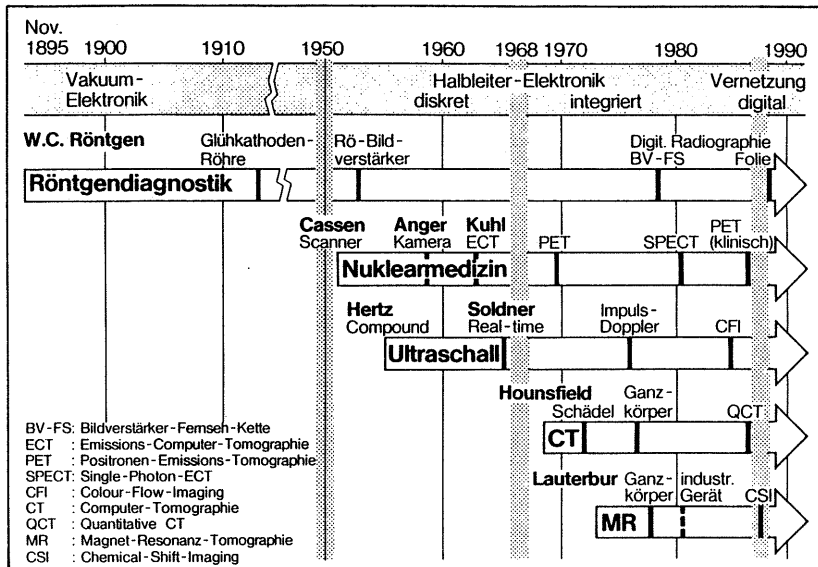 Nov.
1895 1900 1910 1950 1960 1968 1970 1980 1990
Vakuum- Halbleiter-Elektronik Vernetzung
Elektronik diskret integriert digital
W.C. Röntgen Glühkathoden- Rö-Bild- Digit. Radiographie
Röhre verstärker BV-FS Folie
Röntgendiagnostik
Cassen Anger Kuhl PET
Scanner Kamera ECT PET SPECT (klinisch)
Nuklearmedizin
Hertz Soldner Impuls-
Compound Real-time Doppler CFI
Ultraschall
Hounsfield Ganz-
Schädel körper QCT
CT
Lauterbur Ganz- industr.
körper Gerät CSI
MR
BV-FS: Bildverstärker-Fernseh-Kette
ECT : Emissions-Computer-Tomographie
PET : Positronen-Emissions-Tomographie
SPECT: Single-Photon-ECT
CFI : Colour-Flow-Imaging
CT : Computer-Tomographie
QCT : Quantitative CT
MR : Magnet-Resonanz-Tomographie
CSI : Chemical-Shift-Imaging